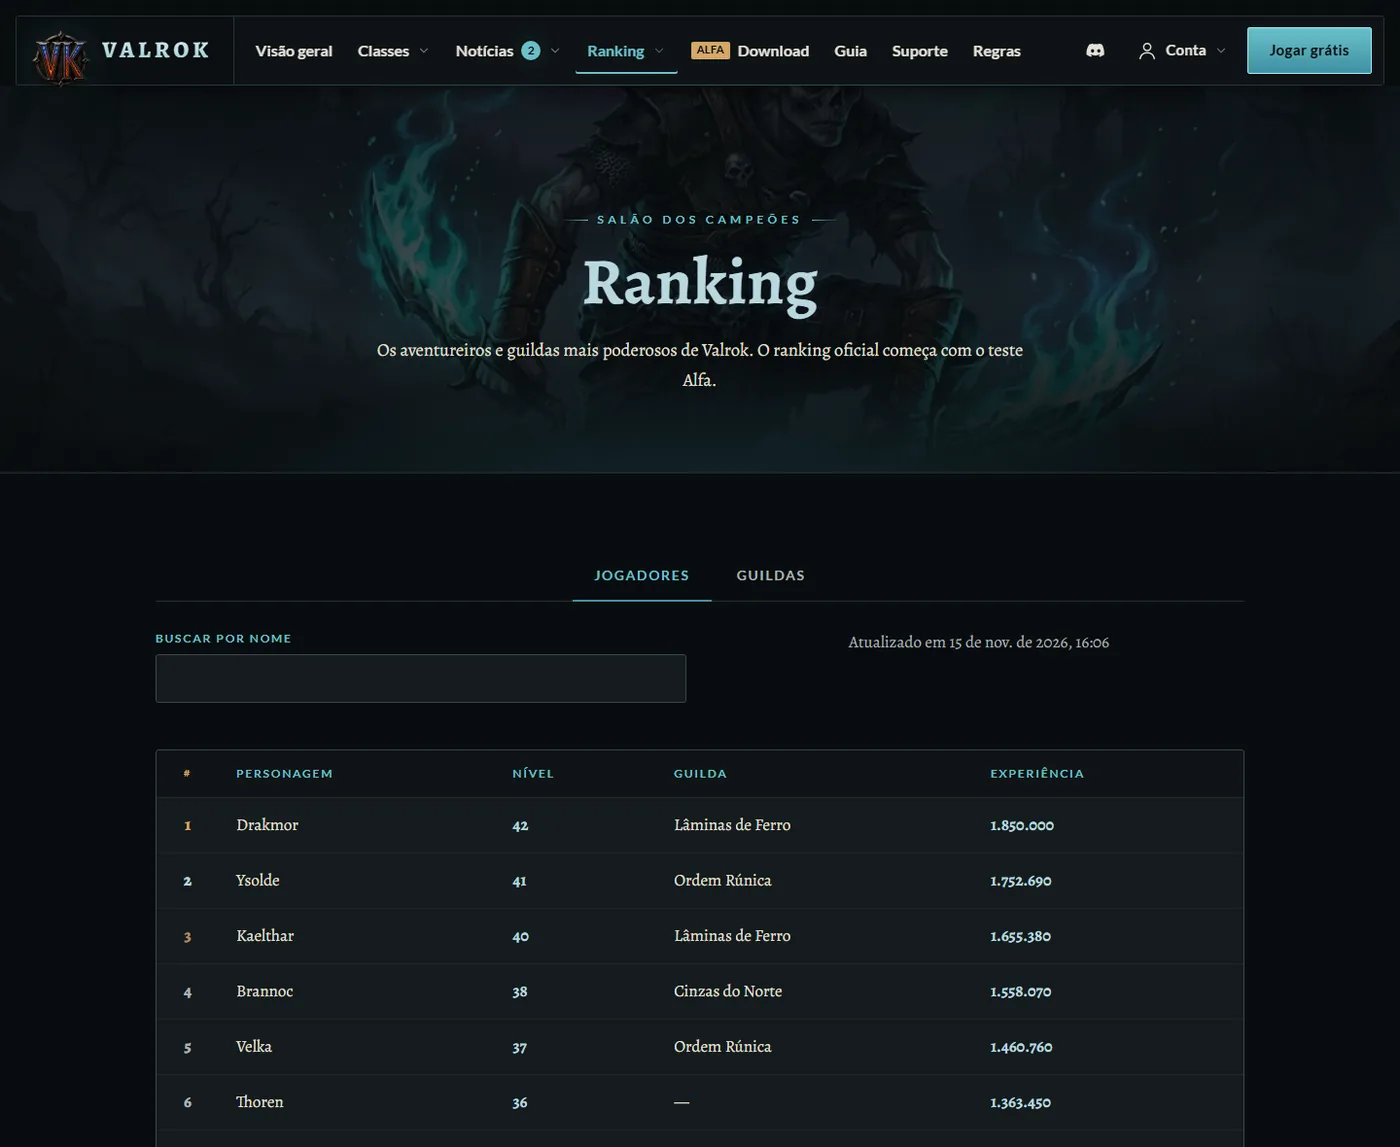 VK VALROK Visão geral Classes Notícias 2 Ranking ALFA Download Guia Suporte Regras Conta Jogar grátis
SALÃO DOS CAMPEÕES
Ranking
Os aventureiros e guildas mais poderosos de Valrok. O ranking oficial começa com o teste
Alfa.
JOGADORES GUILDAS
BUSCAR POR NOME
Atualizado em 15 de nov. de 2026, 16:06
# PERSONAGEM NÍVEL GUILDA EXPERIÊNCIA
1 Drakmor 42 Lâminas de Ferro 1.850.000
2 Ysolde 41 Ordem Rúnica 1.752.690
3 Kaelthar 40 Lâminas de Ferro 1.655.380
4 Brannoc 38 Cinzas do Norte 1.558.070
5 Velka 37 Ordem Rúnica 1.460.760
6 Thoren 36 — 1.363.450